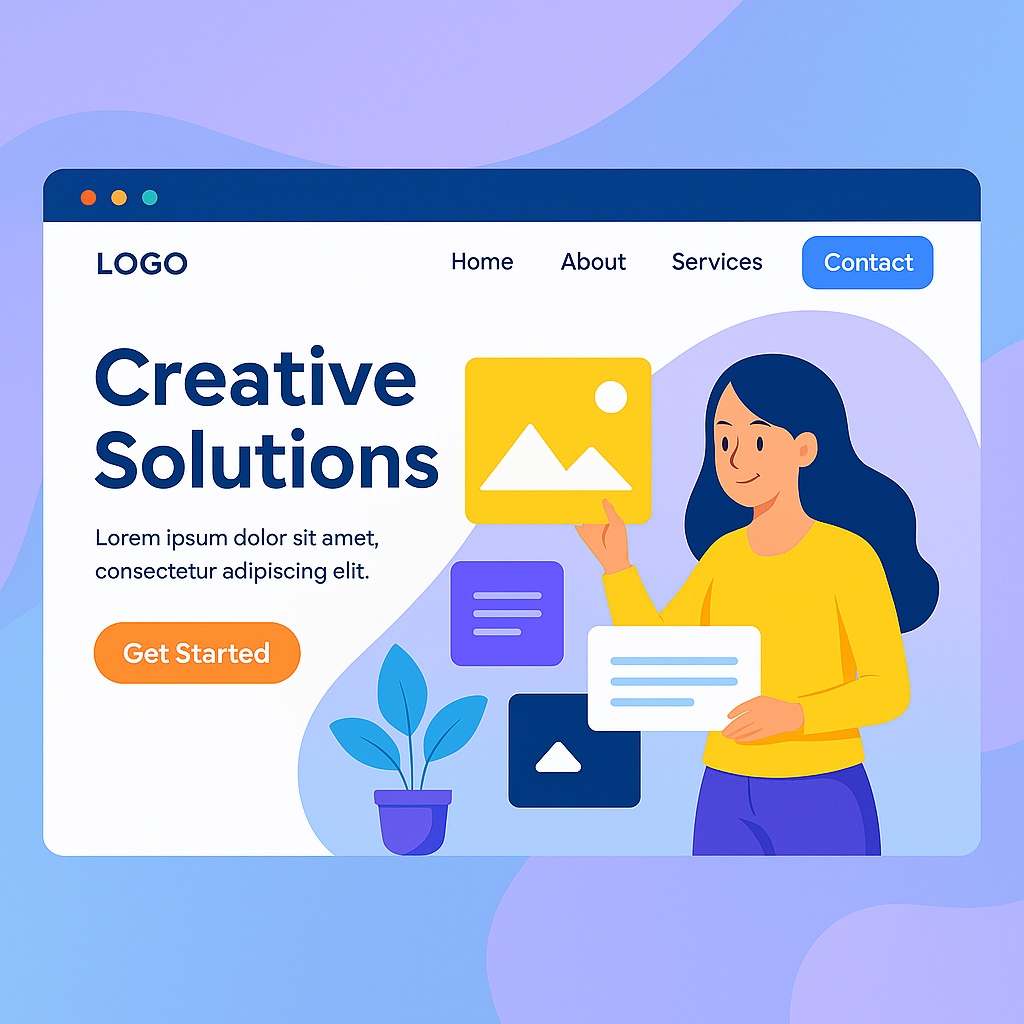 LOGO
Home
About
Services
Contact
Creative
Solutions
Lorem ipsum dolor sit amet,
consectetur adipiscing elit.
Get Started